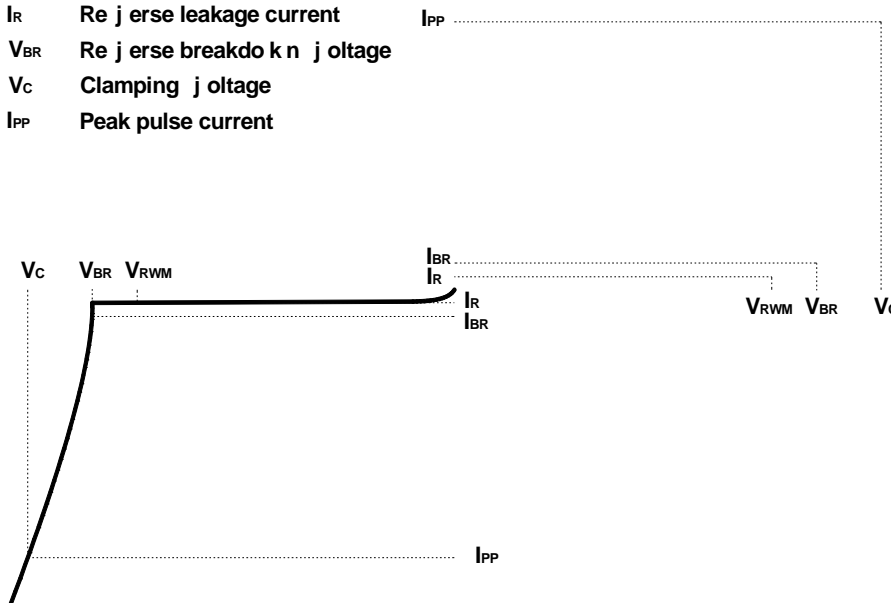 IR Re j erse leakage current
IPP
VBR Re j erse breakdo k n j oltage
VC Clamping j oltage
IPP Peak pulse current
IBR
VC VBR VRWM
IR
IR
VRWM VBR
IBR
IPP